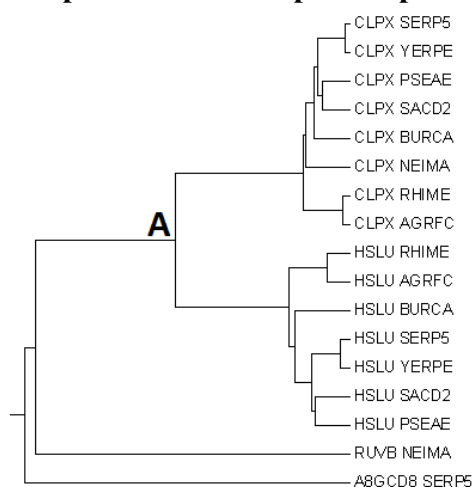 CLPX SERP5
CLPX YERPE
CLPX PSEAE
CLPX SACD2
CLPX BURCA
CLPX NEIMA
CLPX RHIME
A
CLPX AGRFC
HSLU RHIME
HSLU AGRFC
HSLU BURCA
HSLU SERP5
HSLU YERPE
HSLU SACD2
HSLU PSEAE
RUVB NEIMA
A8GCD8 SERP5